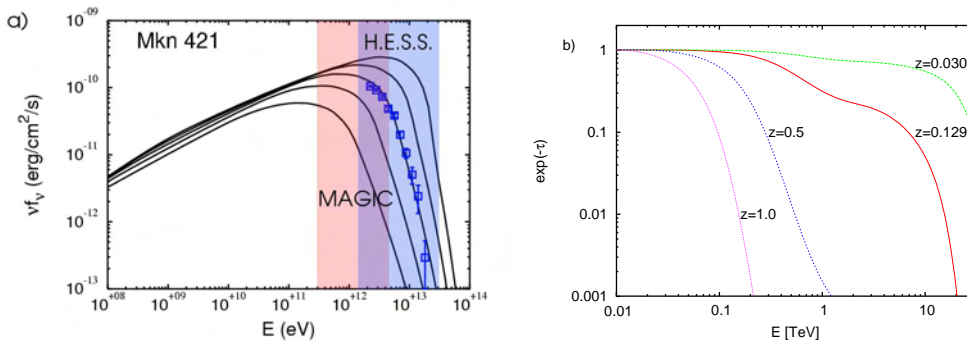 a)
Mkn 421
H.E.S.S.
MAGIC
νf_ν (erg/cm²/s)
10⁻⁰⁹
10⁻¹⁰
10⁻¹¹
10⁻¹²
10⁻¹³
10⁺⁰⁸ 10⁺⁰⁹ 10⁺¹⁰ 10⁺¹¹ 10⁺¹² 10⁺¹³ 10⁺¹⁴
E (eV)
b)
exp(-τ)
1
0.1
0.01
0.001
z=0.030
z=0.129
z=0.5
z=1.0
0.01 0.1 1 10
E [TeV]